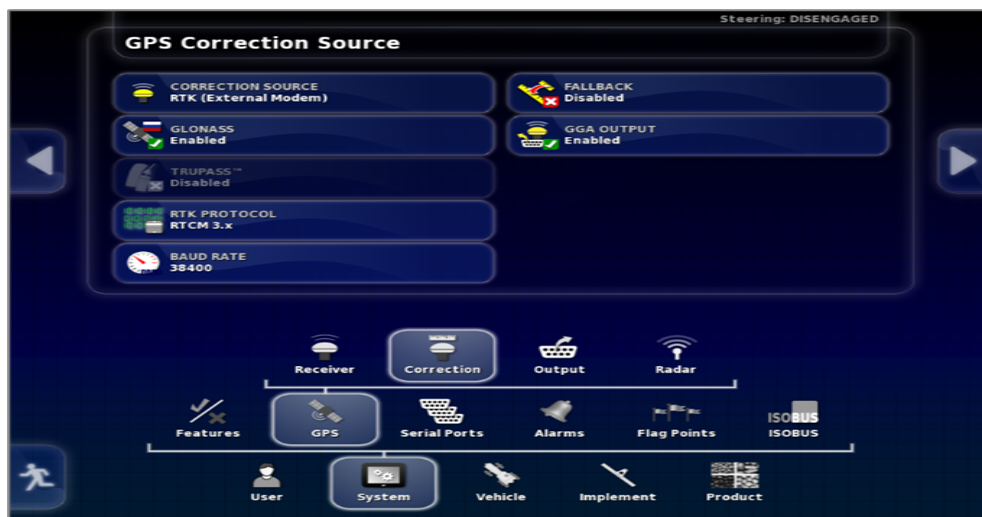 Steering: DISENGAGED
GPS Correction Source
CORRECTION SOURCE
RTK (External Modem)
FALLBACK
Disabled
GLONASS
Enabled
GGA OUTPUT
Enabled
TRUPASS™
Disabled
RTK PROTOCOL
RTCM 3.x
BAUD RATE
38400
Receiver
Correction
Output
Radar
Features
GPS
Serial Ports
Alarms
Flag Points
ISOBUS
ISOBUS
User
System
Vehicle
Implement
Product